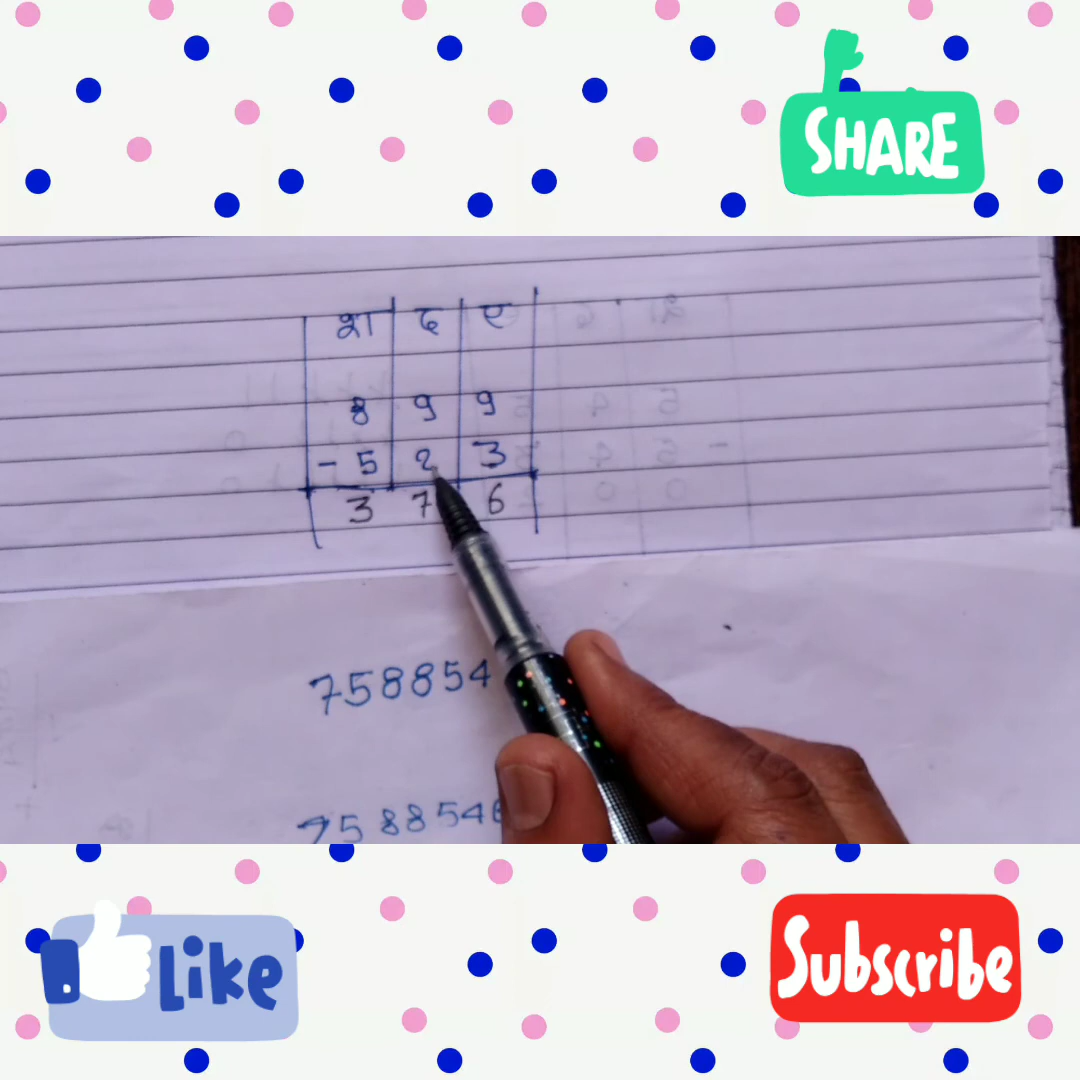 SHARE
शा द ए
8 9 9
- 5 2 3
3 7 6
758854
758854
Like
Subscribe